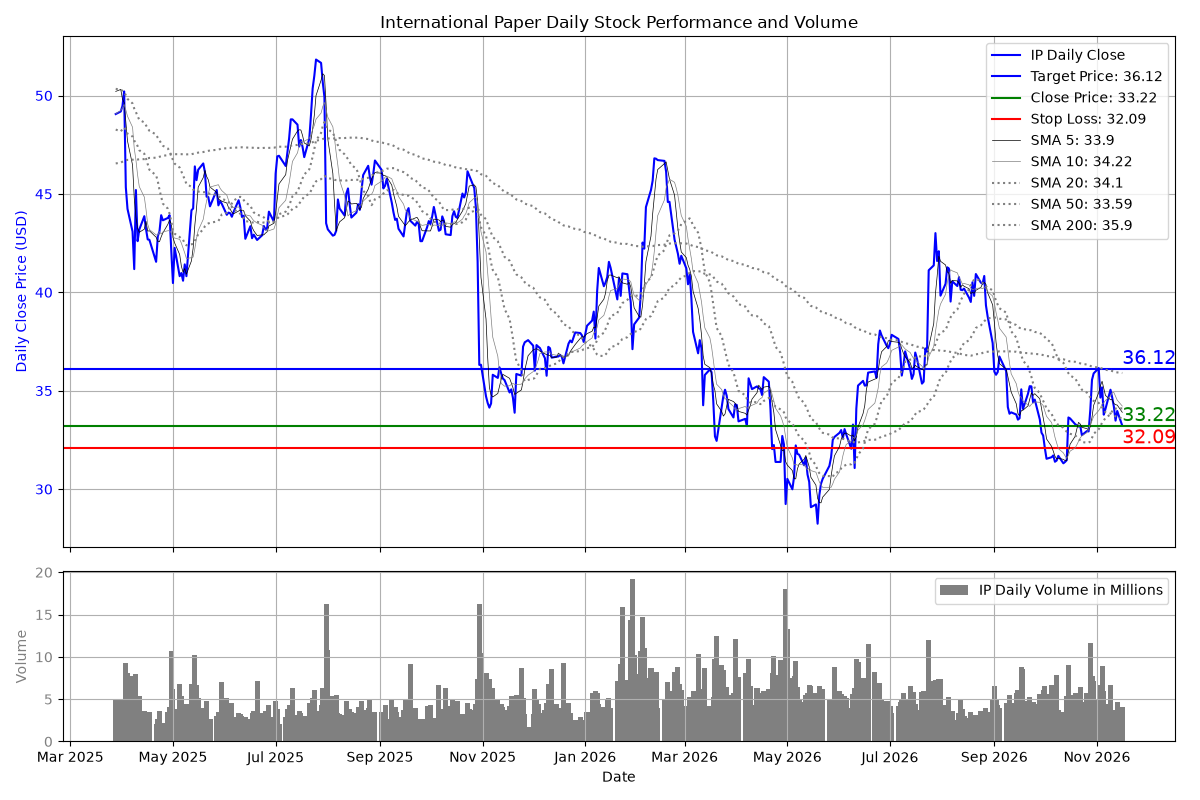 International Paper Daily Stock Performance and Volume
Daily Close Price (USD)
50
45
40
35
30
IP Daily Close
Target Price: 36.12
Close Price: 33.22
Stop Loss: 32.09
SMA 5: 33.9
SMA 10: 34.22
SMA 20: 34.1
SMA 50: 33.59
SMA 200: 35.9
36.12
33.22
32.09
Volume
20
15
10
5
0
IP Daily Volume in Millions
Mar 2025 May 2025 Jul 2025 Sep 2025 Nov 2025 Jan 2026 Mar 2026 May 2026 Jul 2026 Sep 2026 Nov 2026
Date